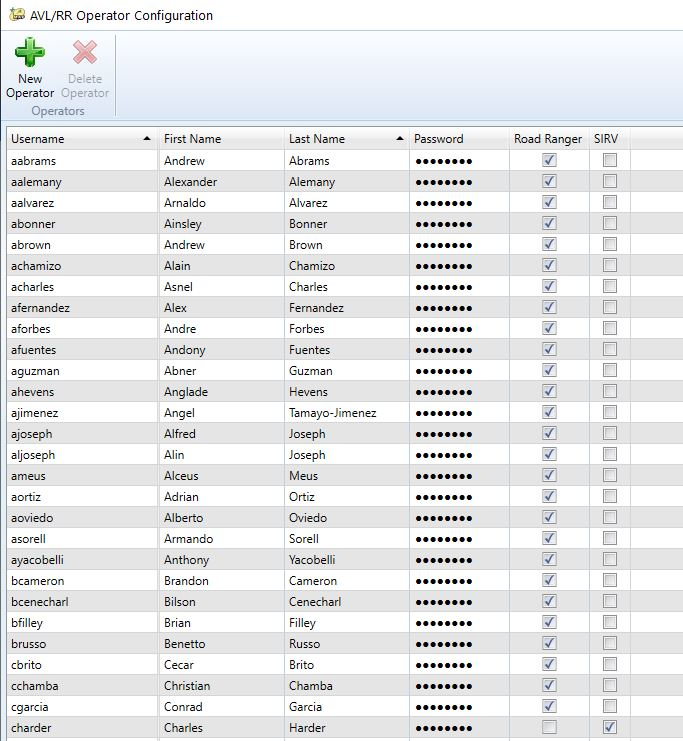 AVL/RR Operator Configuration
New Operator
Delete Operator
Operators
Username First Name Last Name Password Road Ranger SIRV
aabrams Andrew Abrams ●●●●●●●●
aalemany Alexander Alemany ●●●●●●●●
aalvarez Arnaldo Alvarez ●●●●●●●●
abonner Ainsley Bonner ●●●●●●●●
abrown Andrew Brown ●●●●●●●●
achamizo Alain Chamizo ●●●●●●●●
acharles Asnel Charles ●●●●●●●●
afernandez Alex Fernandez ●●●●●●●●
aforbes Andre Forbes ●●●●●●●●
afuentes Andony Fuentes ●●●●●●●●
aguzman Abner Guzman ●●●●●●●●
ahevens Anglade Hevens ●●●●●●●●
ajimenez Angel Tamayo-Jimenez ●●●●●●●●
ajoseph Alfred Joseph ●●●●●●●●
aljoseph Alin Joseph ●●●●●●●●
ameus Alceus Meus ●●●●●●●●
aortiz Adrian Ortiz ●●●●●●●●
aoviedo Alberto Oviedo ●●●●●●●●
asorell Armando Sorell ●●●●●●●●
ayacobelli Anthony Yacobelli ●●●●●●●●
bcameron Brandon Cameron ●●●●●●●●
bcenecharl Bilson Cenecharl ●●●●●●●●
bfilley Brian Filley ●●●●●●●●
brusso Benetto Russo ●●●●●●●●
cbrito Cecar Brito ●●●●●●●●
cchamba Christian Chamba ●●●●●●●●
cgarcia Conrad Garcia ●●●●●●●●
charder Charles Harder ●●●●●●●●